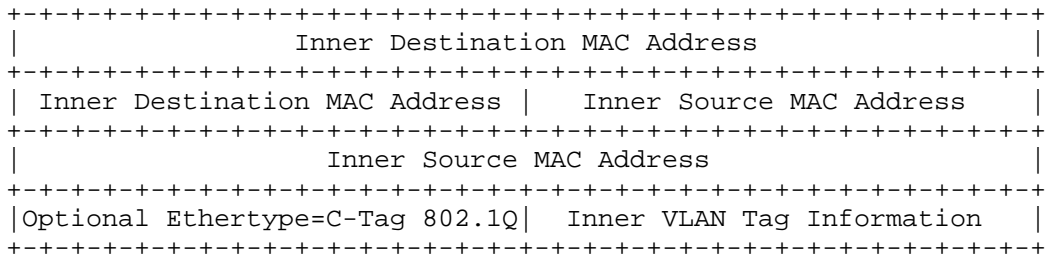 +-+-+-+-+-+-+-+-+-+-+-+-+-+-+-+-+-+-+-+-+-+-+-+-+-+-+-+-+-+-+-+-+
|             Inner Destination MAC Address             |
+-+-+-+-+-+-+-+-+-+-+-+-+-+-+-+-+-+-+-+-+-+-+-+-+-+-+-+-+-+-+-+-+
| Inner Destination MAC Address |   Inner Source MAC Address    |
+-+-+-+-+-+-+-+-+-+-+-+-+-+-+-+-+-+-+-+-+-+-+-+-+-+-+-+-+-+-+-+-+
|               Inner Source MAC Address               |
+-+-+-+-+-+-+-+-+-+-+-+-+-+-+-+-+-+-+-+-+-+-+-+-+-+-+-+-+-+-+-+-+
|Optional Ethertype=C-Tag 802.1Q|  Inner VLAN Tag Information   |
+-+-+-+-+-+-+-+-+-+-+-+-+-+-+-+-+-+-+-+-+-+-+-+-+-+-+-+-+-+-+-+-+